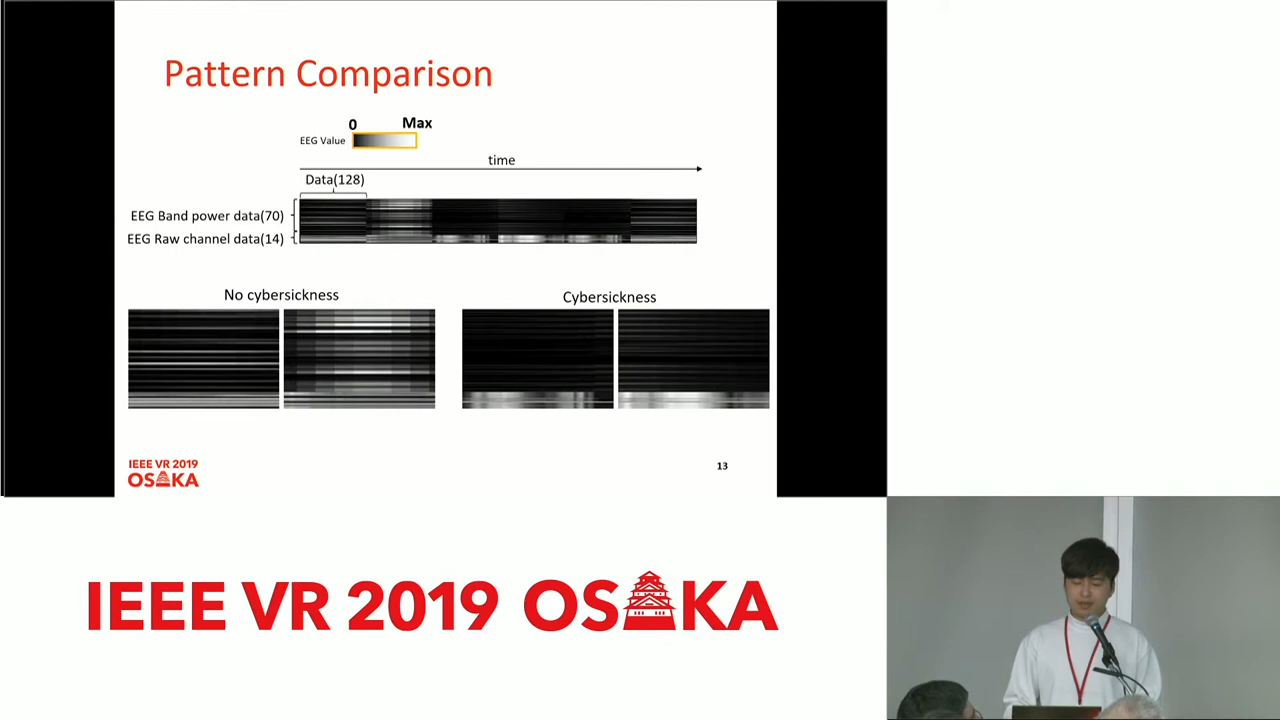 Pattern Comparison
0 Max
EEG Value
time
Data(128)
EEG Band power data(70)
EEG Raw channel data(14)
No cybersickness
Cybersickness
IEEE VR 2019
OSAKA
13
IEEE VR 2019 OSAKA